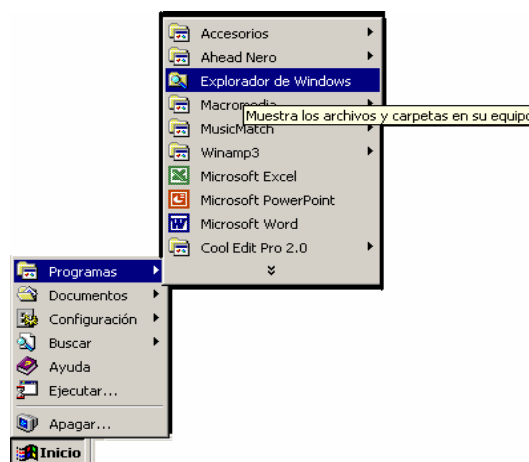 Accesorios
Ahead Nero
Explorador de Windows
Macromedia
Muestra los archivos y carpetas en su equipo
MusicMatch
Winamp3
Microsoft Excel
Microsoft PowerPoint
Microsoft Word
Cool Edit Pro 2.0
Programas
Documentos
Configuración
Buscar
Ayuda
Ejecutar...
Apagar...
Inicio